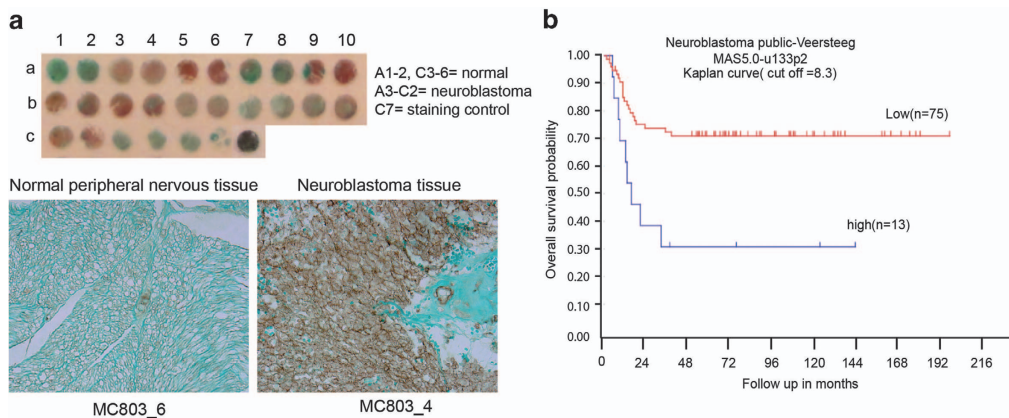 a
1 2 3 4 5 6 7 8 9 10
a
b
c
A1-2, C3-6= normal
A3-C2= neuroblastoma
C7= staining control
Normal peripheral nervous tissue
Neuroblastoma tissue
MC803_6
MC803_4
b
Neuroblastoma public-Veersteeg
MAS5.0-u133p2
Kaplan curve( cut off =8.3)
Overall survival probability
1.00
0.90
0.80
0.70
0.60
0.50
0.40
0.30
0.20
0.10
0.00
Low(n=75)
high(n=13)
0 24 48 72 96 120 144 168 192 216
Follow up in months